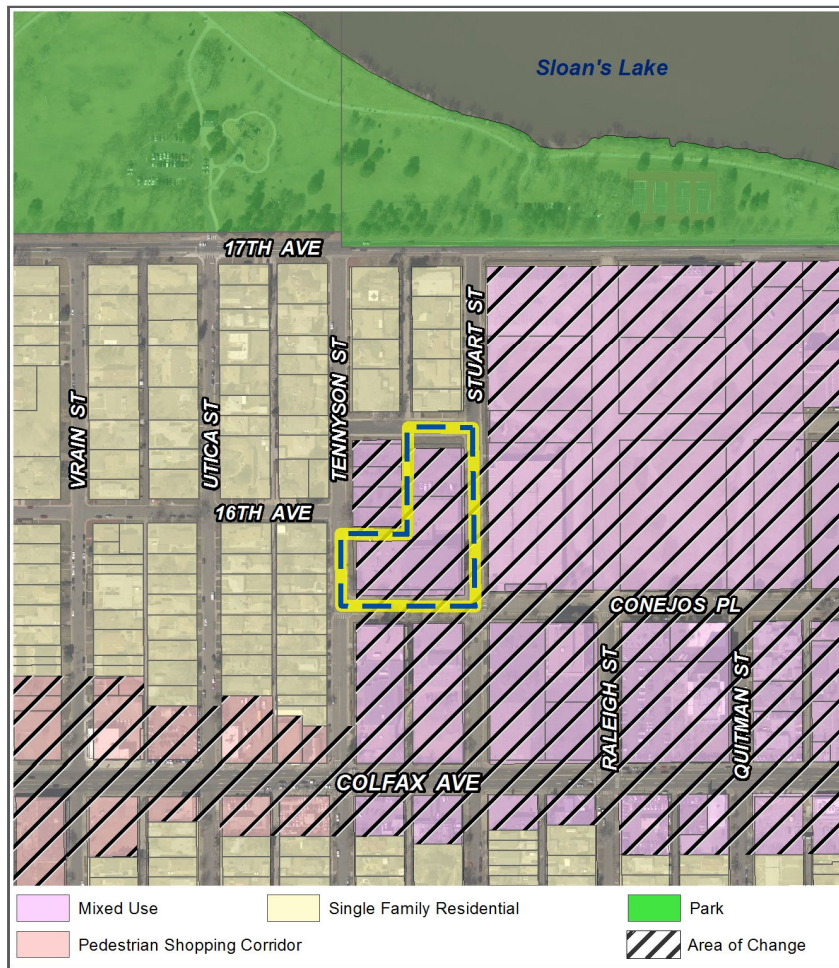 Sloan's Lake
17TH AVE
STUART ST
TENNYSON ST
VRAIN ST
UTICA ST
16TH AVE
CONEJOS PL
RALEIGH ST
QUITMAN ST
COLFAX AVE
Mixed Use
Single Family Residential
Park
Pedestrian Shopping Corridor
Area of Change